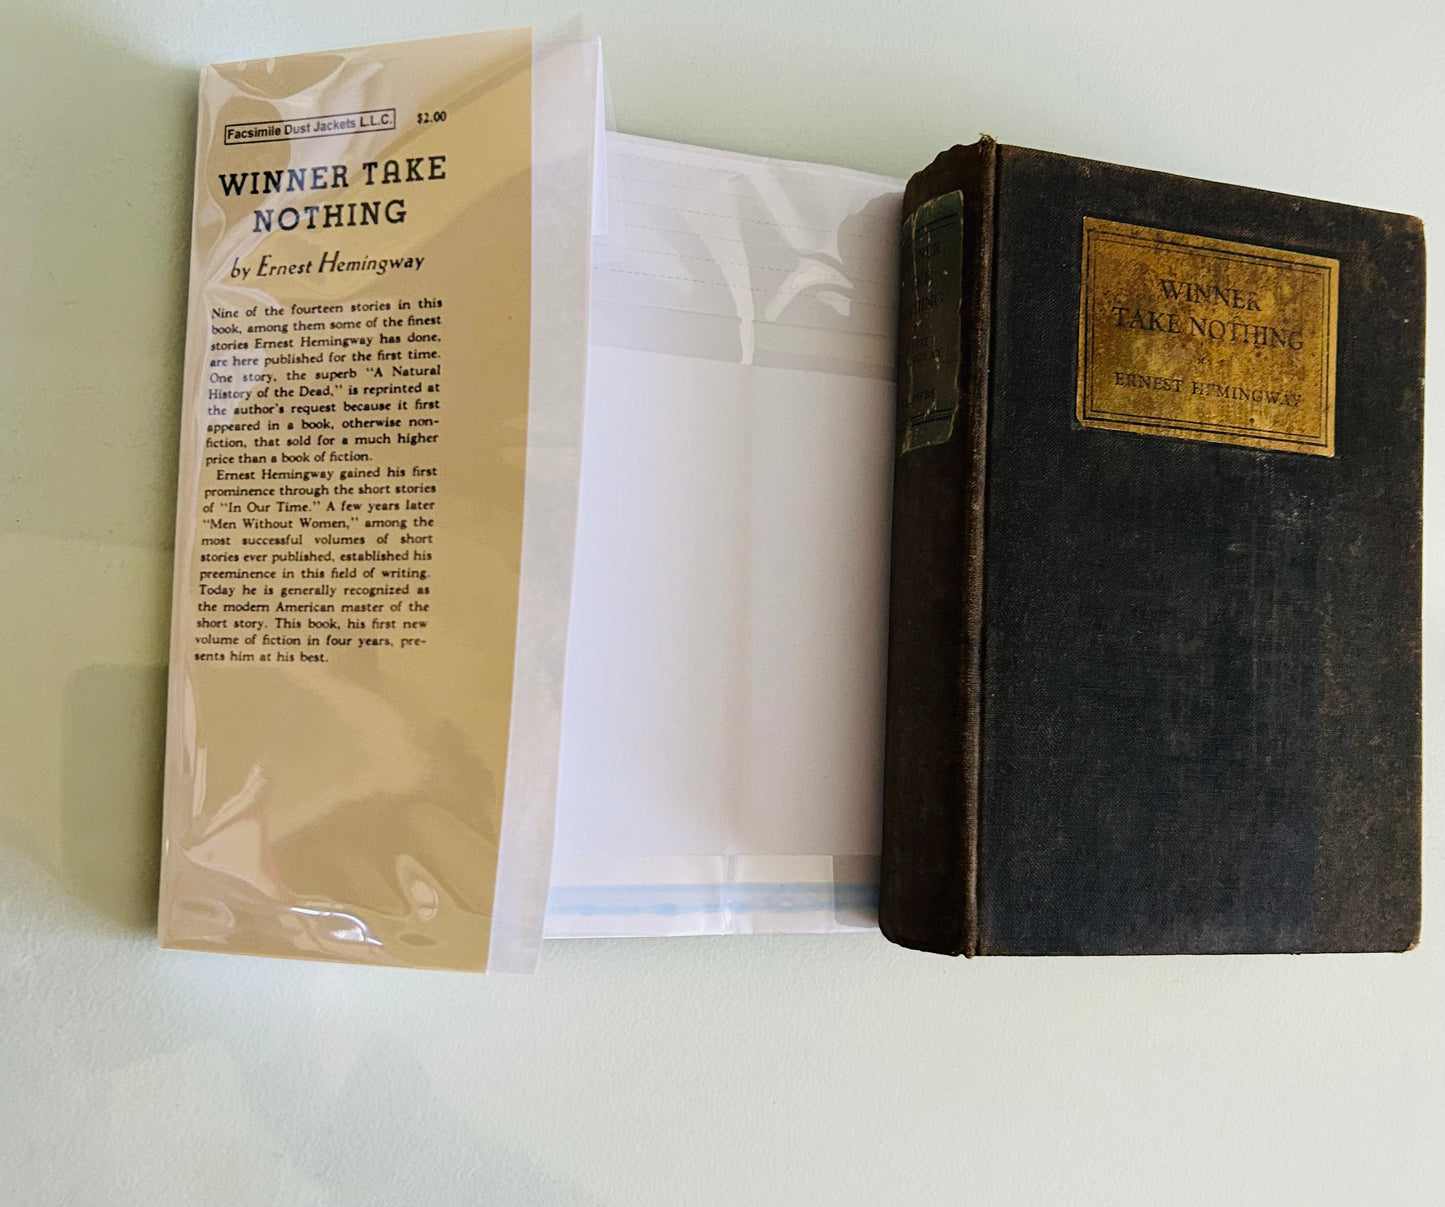 Facsimile Dust Jackets L.L.C. $2.00
WINNER TAKE
NOTHING
by Ernest Hemingway
Nine of the fourteen stories in this
book, among them some of the finest
stories Ernest Hemingway has done,
are here published for the first time.
One story, the superb "A Natural
History of the Dead," is reprinted at
the author's request because it first
appeared in a book, otherwise non-
fiction, that sold for a much higher
price than a book of fiction.
Ernest Hemingway gained his first
prominence through the short stories
of "In Our Time." A few years later
"Men Without Women," among the
most successful volumes of short
stories ever published, established his
preeminence in this field of writing.
Today he is generally recognized as
the modern American master of the
short story. This book, his first new
volume of fiction in four years, pre-
sents him at his best.
WINNER
TAKE NOTHING
BY
ERNEST HEMINGWAY